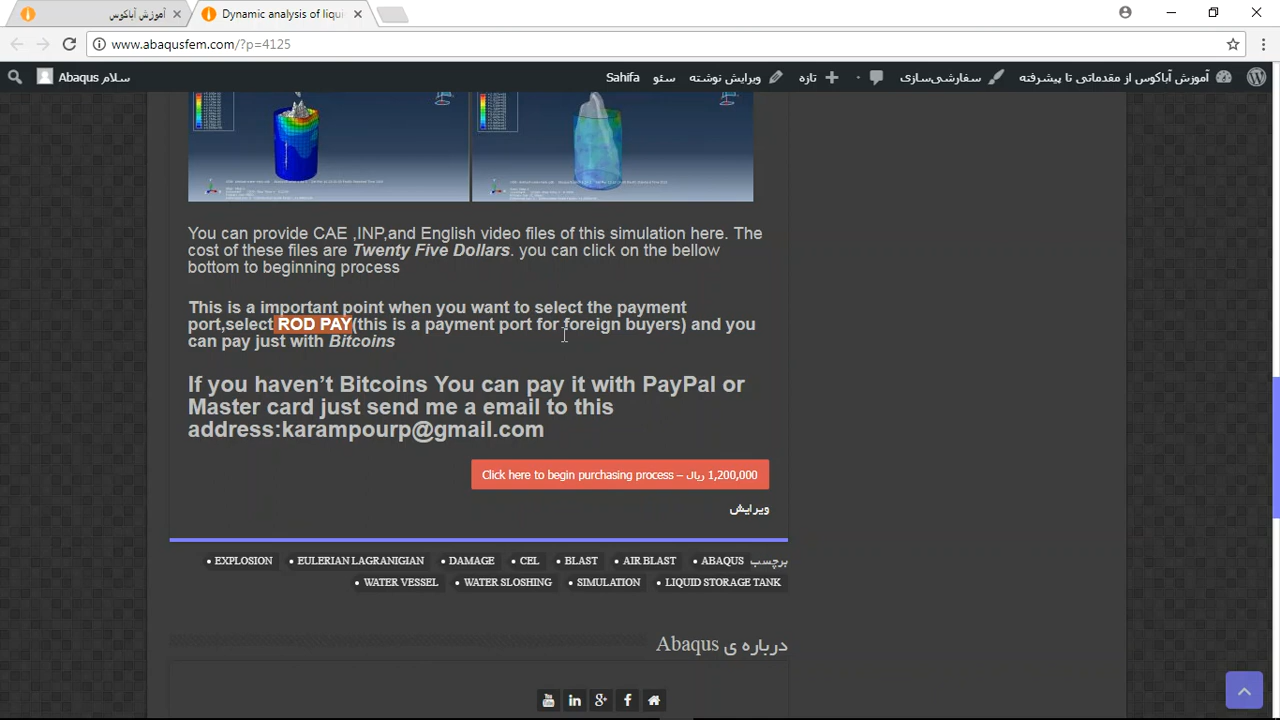 آموزش آباکوس
Dynamic analysis of liqui
www.abaqusfem.com/?p=4125
آموزش آباکوس از مقدماتی تا پیشرفته
سفارشی‌سازی
تازه
ویرایش نوشته
سئو
Sahifa
سلام Abaqus
You can provide CAE ,INP,and English video files of this simulation here. The
cost of these files are Twenty Five Dollars. you can click on the bellow
bottom to beginning process
This is a important point when you want to select the payment
port,select ROD PAY(this is a payment port for foreign buyers) and you
can pay just with Bitcoins
If you haven’t Bitcoins You can pay it with PayPal or
Master card just send me a email to this
address:karampourp@gmail.com
Click here to begin purchasing process – 1,200,000 ریال
ویرایش
برچسب ABAQUS • AIR BLAST • BLAST • CEL • DAMAGE • EULERIAN LAGRANIGIAN • EXPLOSION •
LIQUID STORAGE TANK • SIMULATION • WATER SLOSHING • WATER VESSEL •
درباره ی Abaqus